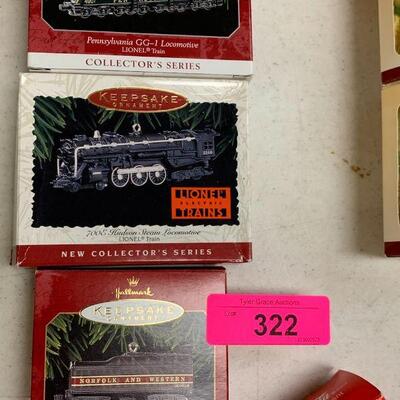 Pennsylvania GG-1 Locomotive
LIONEL® Train
COLLECTOR'S SERIES
KEEPSAKE
ORNAMENT
LIONEL
ELECTRIC
TRAINS
700E Hudson Steam Locomotive
LIONEL® Train
NEW COLLECTOR'S SERIES
Hallmark
KEEPSAKE
ORNAMENT
NORFOLK AND WESTERN
Tyler Grace Auctions
322